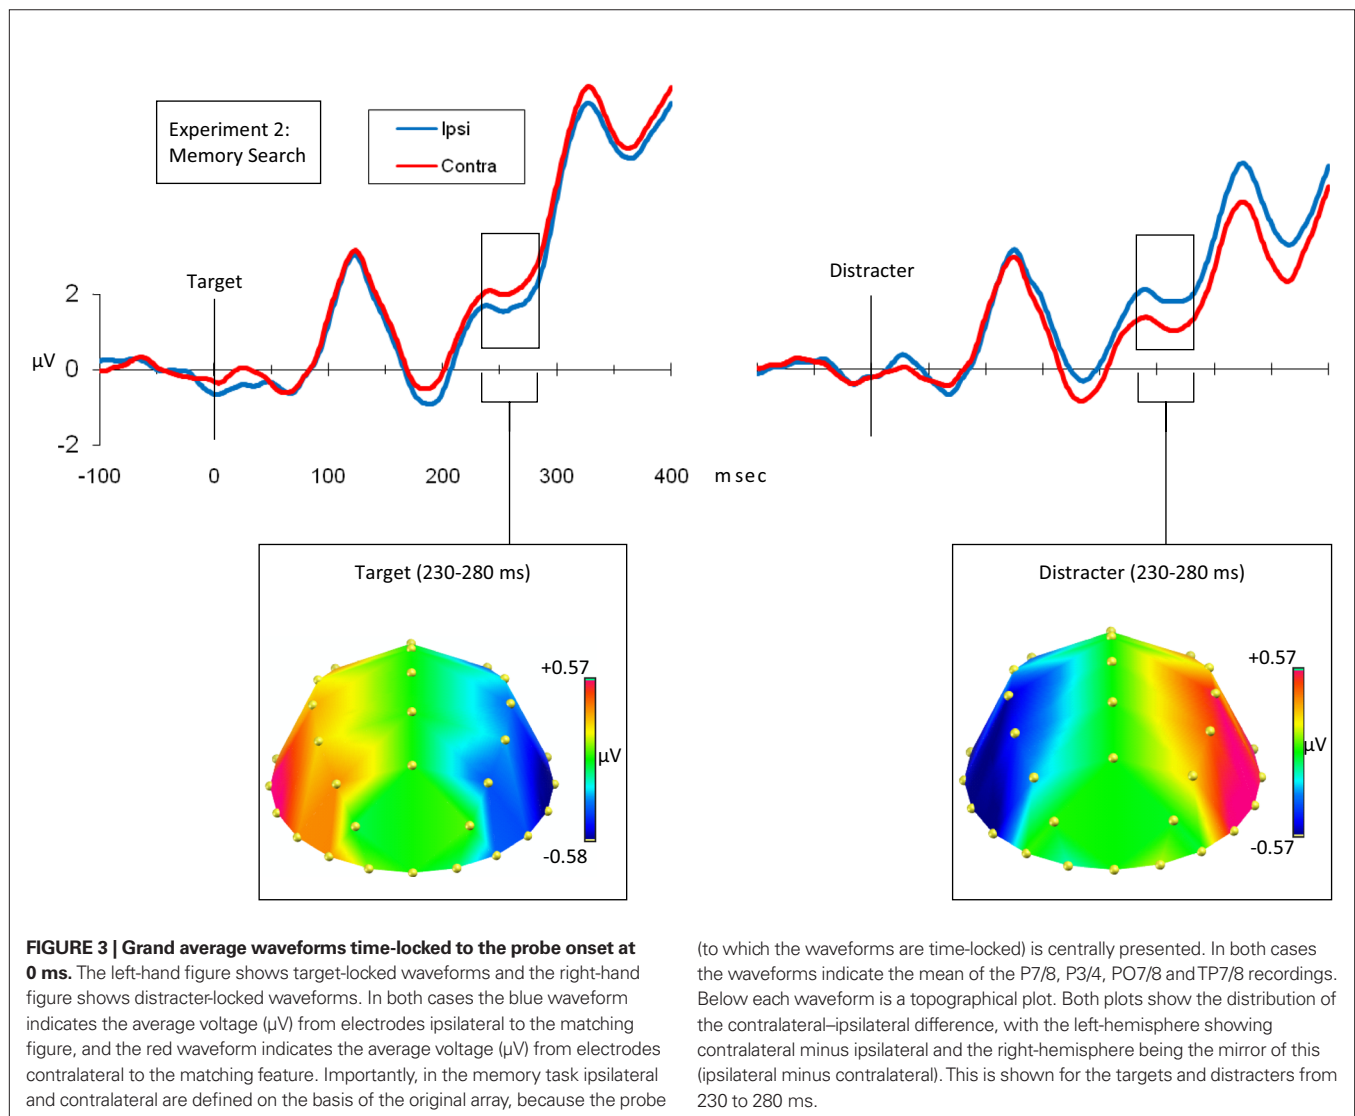 Experiment 2:
Memory Search
Ipsi
Contra
Target
Distracter
2
µV
0
-2
-100 0 100 200 300 400 msec
Target (230-280 ms)
+0.57
µV
-0.58
Distracter (230-280 ms)
+0.57
µV
-0.57
FIGURE 3 | Grand average waveforms time-locked to the probe onset at
0 ms. The left-hand figure shows target-locked waveforms and the right-hand
figure shows distracter-locked waveforms. In both cases the blue waveform
indicates the average voltage (µV) from electrodes ipsilateral to the matching
figure, and the red waveform indicates the average voltage (µV) from electrodes
contralateral to the matching feature. Importantly, in the memory task ipsilateral
and contralateral are defined on the basis of the original array, because the probe
(to which the waveforms are time-locked) is centrally presented. In both cases
the waveforms indicate the mean of the P7/8, P3/4, PO7/8 and TP7/8 recordings.
Below each waveform is a topographical plot. Both plots show the distribution of
the contralateral–ipsilateral difference, with the left-hemisphere showing
contralateral minus ipsilateral and the right-hemisphere being the mirror of this
(ipsilateral minus contralateral). This is shown for the targets and distracters from
230 to 280 ms.